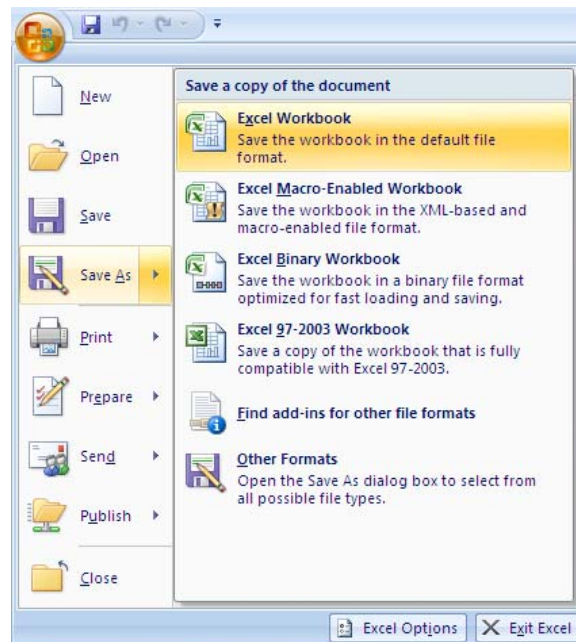 New
Open
Save
Save As
Print
Prepare
Send
Publish
Close
Save a copy of the document
Excel Workbook
Save the workbook in the default file
format.
Excel Macro-Enabled Workbook
Save the workbook in the XML-based and
macro-enabled file format.
Excel Binary Workbook
Save the workbook in a binary file format
optimized for fast loading and saving.
Excel 97-2003 Workbook
Save a copy of the workbook that is fully
compatible with Excel 97-2003.
Find add-ins for other file formats
Other Formats
Open the Save As dialog box to select from
all possible file types.
Excel Options
Exit Excel